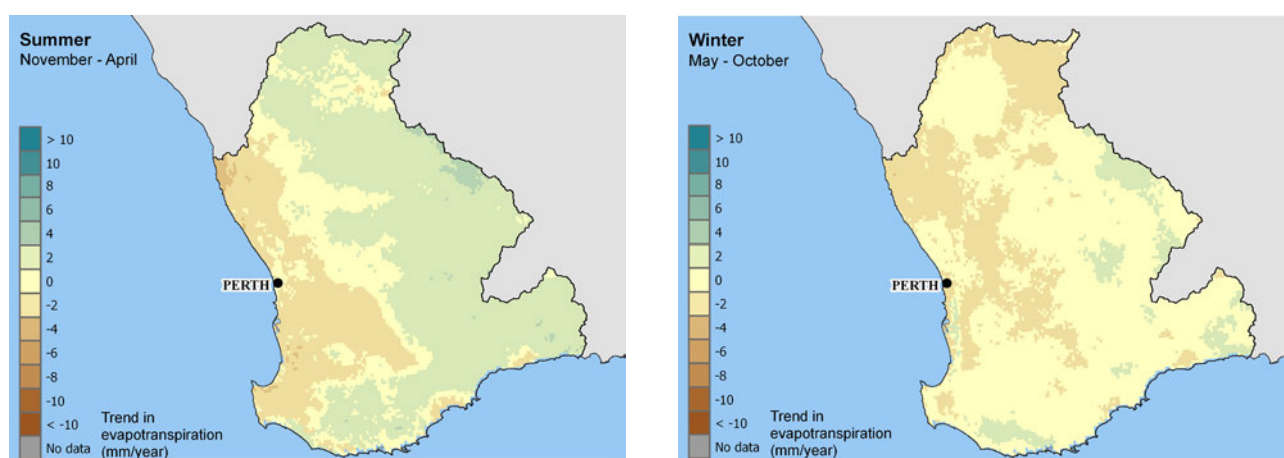 Summer
November - April
> 10
10
8
6
4
2
0
-2
-4
-6
-8
-10
< -10
No data
Trend in
evapotranspiration
(mm/year)
PERTH
Winter
May - October
> 10
10
8
6
4
2
0
-2
-4
-6
-8
-10
< -10
No data
Trend in
evapotranspiration
(mm/year)
PERTH